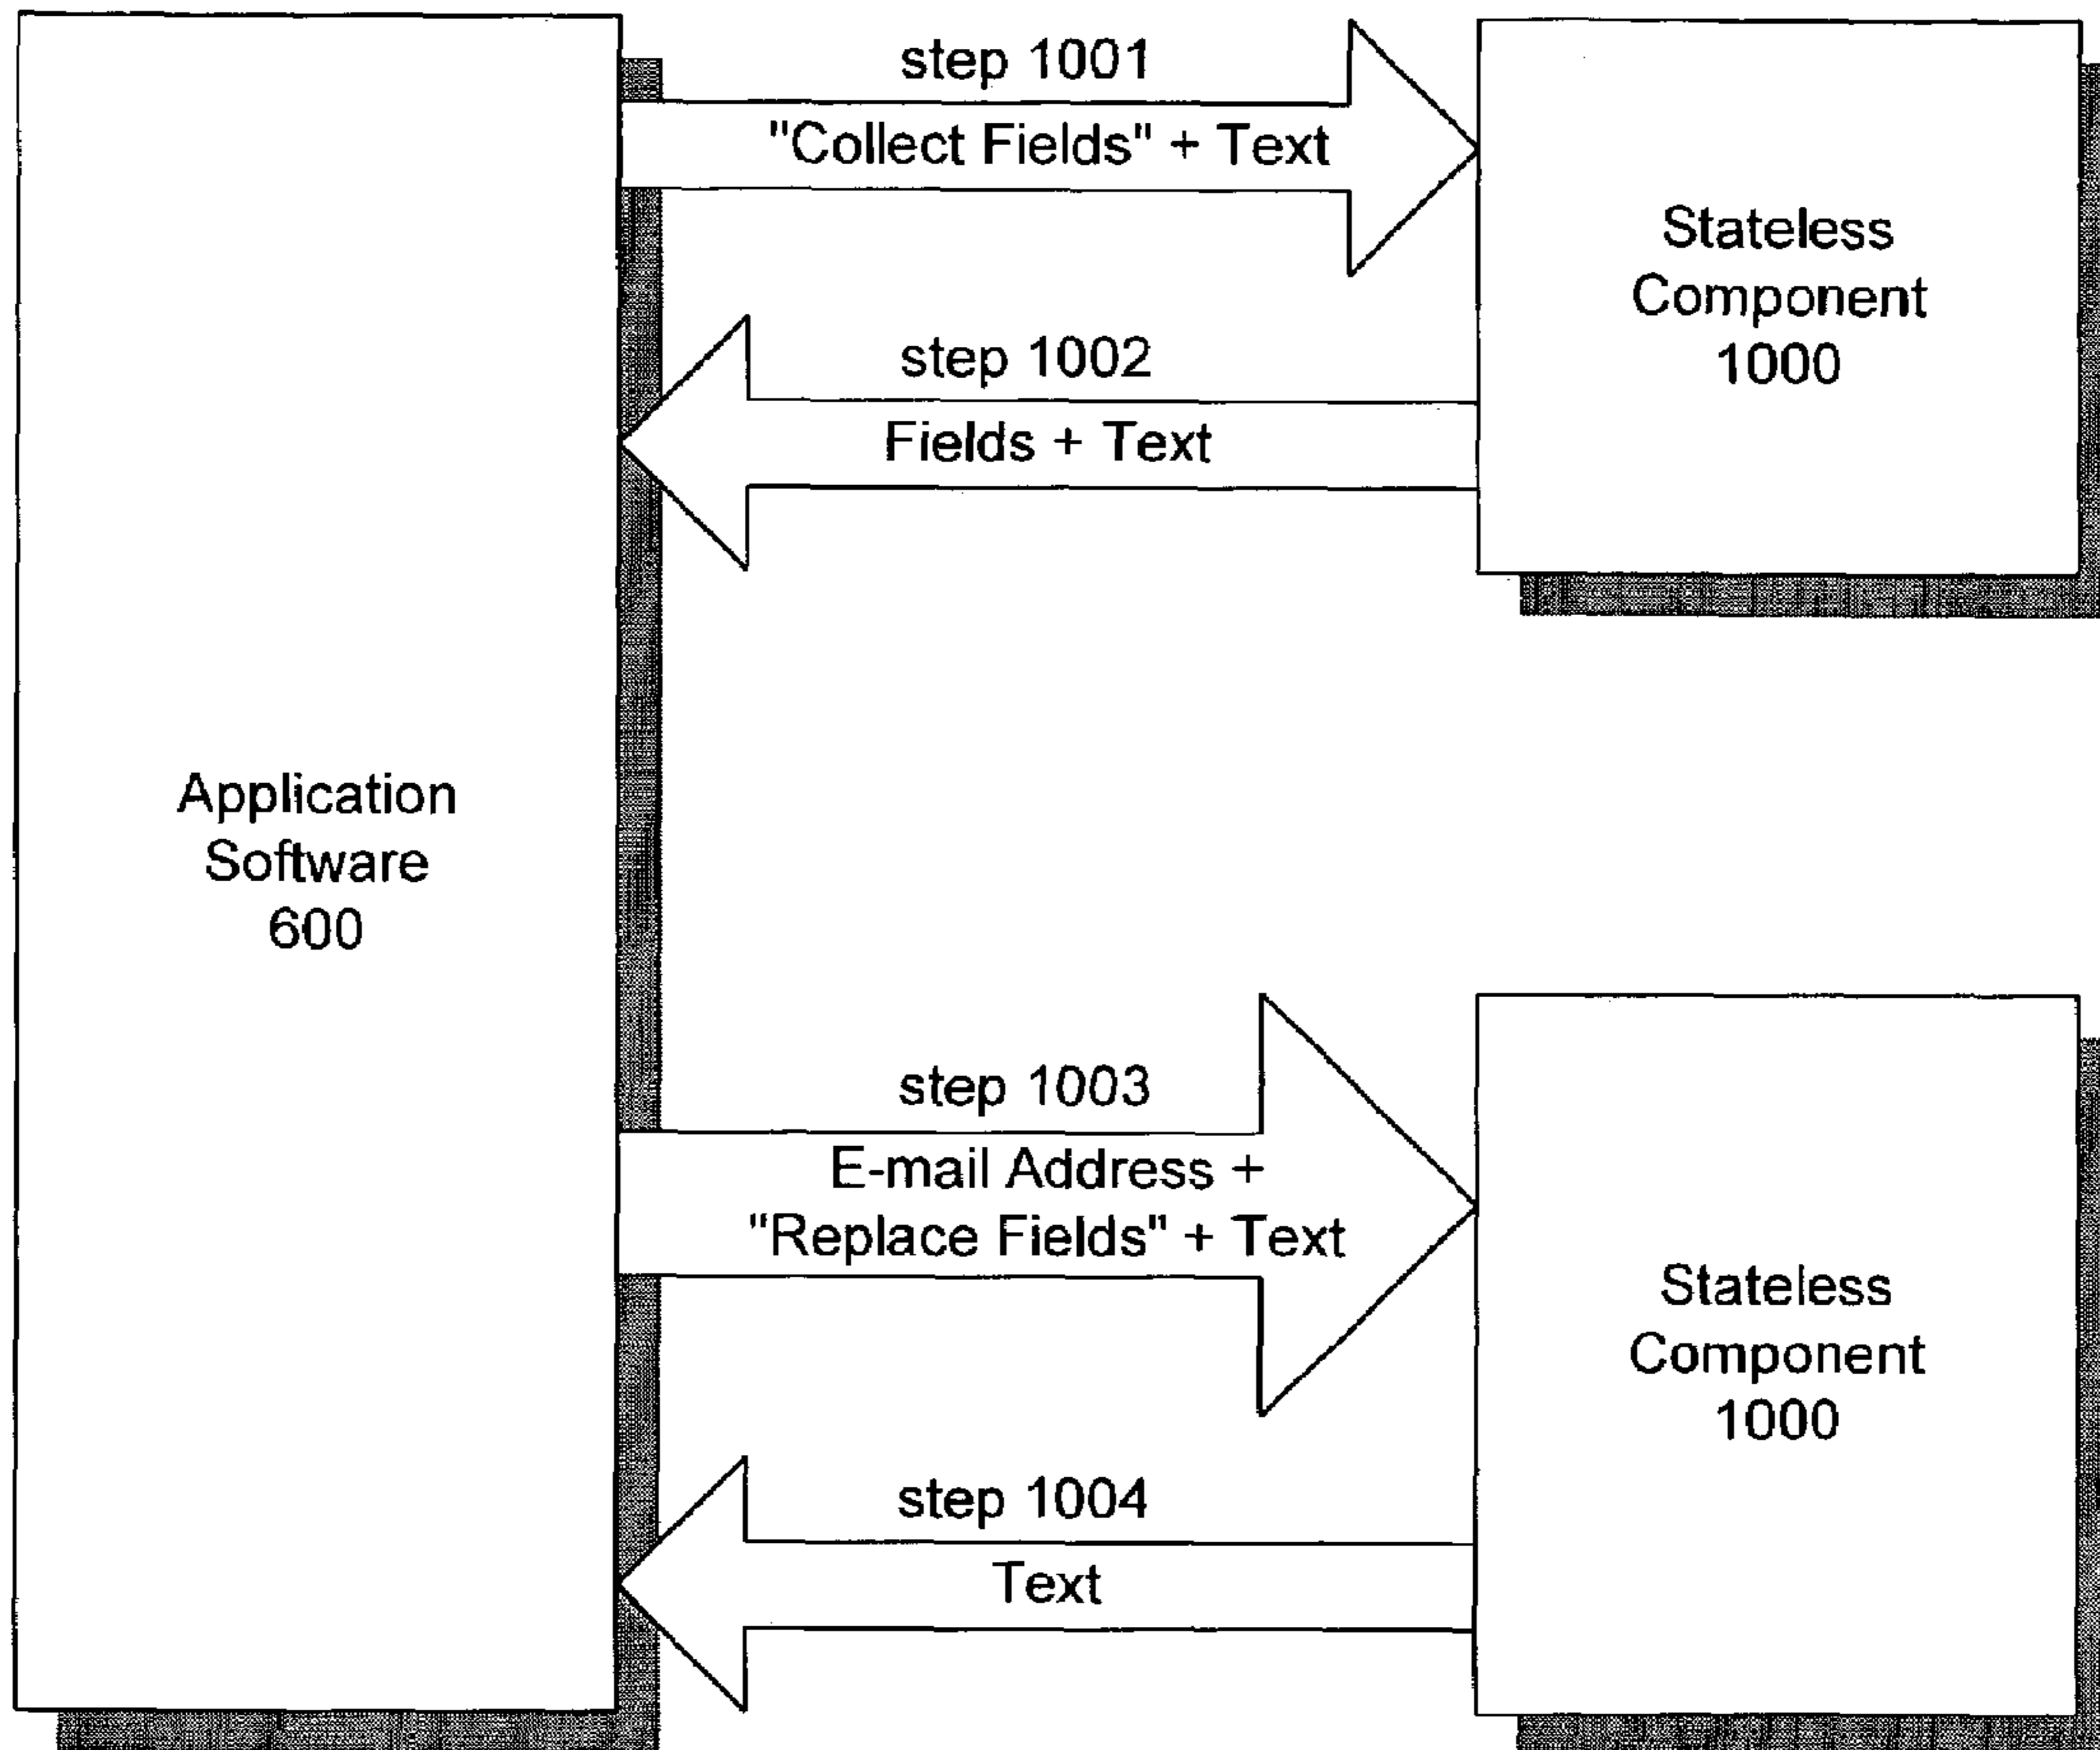 step 1001
"Collect Fields" + Text
Stateless
Component
1000
step 1002
Fields + Text
Application
Software
600
step 1003
E-mail Address +
"Replace Fields" + Text
Stateless
Component
1000
step 1004
Text